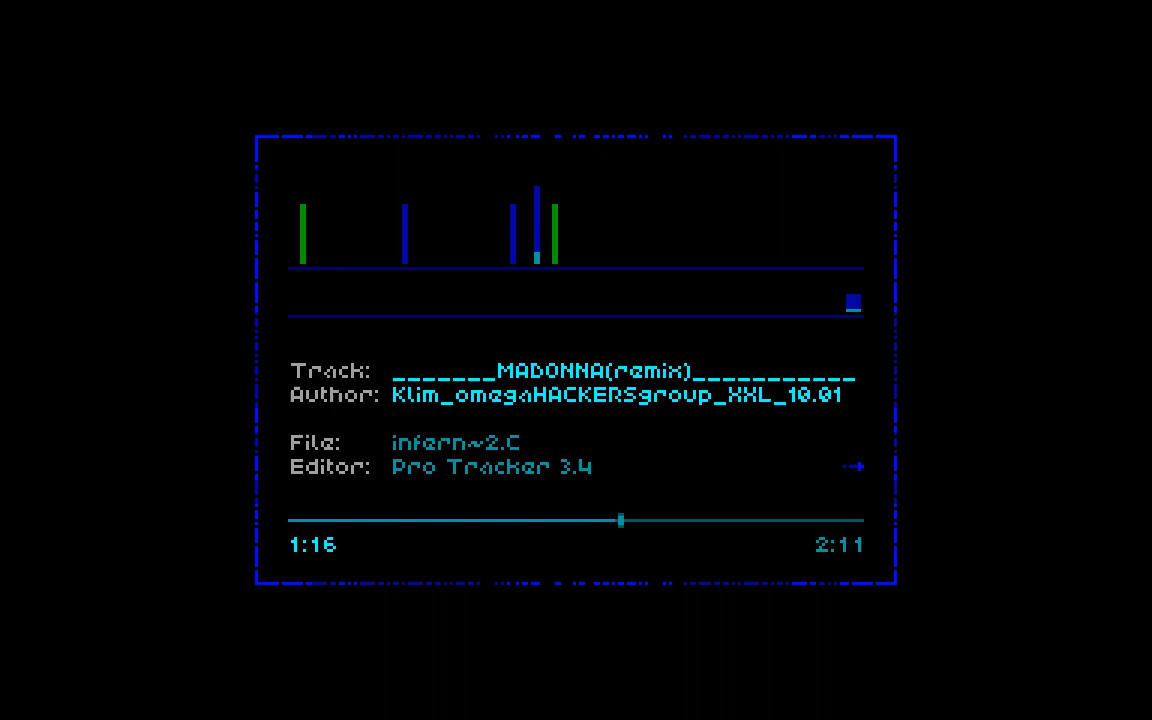 Track: _______MADONNA(remix)___________
Author: Klim_omegaHACKERSgroup_XXL_10.01
File: infern~2.C
Editor: Pro Tracker 3.4
1:16 2:11